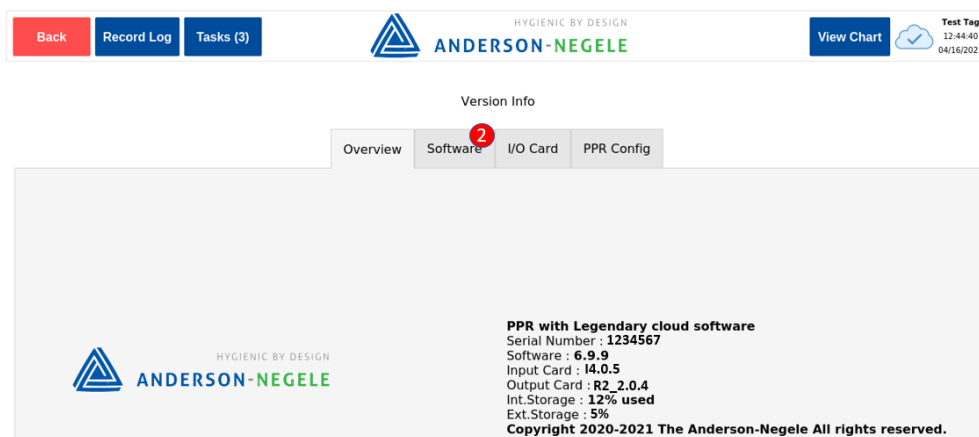 Back
Record Log
Tasks (3)
HYGIENIC BY DESIGN
ANDERSON-NEGELE
View Chart
Test Tag
12:44:40
04/16/202
Version Info
2
Overview
Software
I/O Card
PPR Config
HYGIENIC BY DESIGN
ANDERSON-NEGELE
PPR with Legendary cloud software
Serial Number : 1234567
Software : 6.9.9
Input Card : I4.0.5
Output Card : R2_2.0.4
Int.Storage : 12% used
Ext.Storage : 5%
Copyright 2020-2021 The Anderson-Negele All rights reserved.